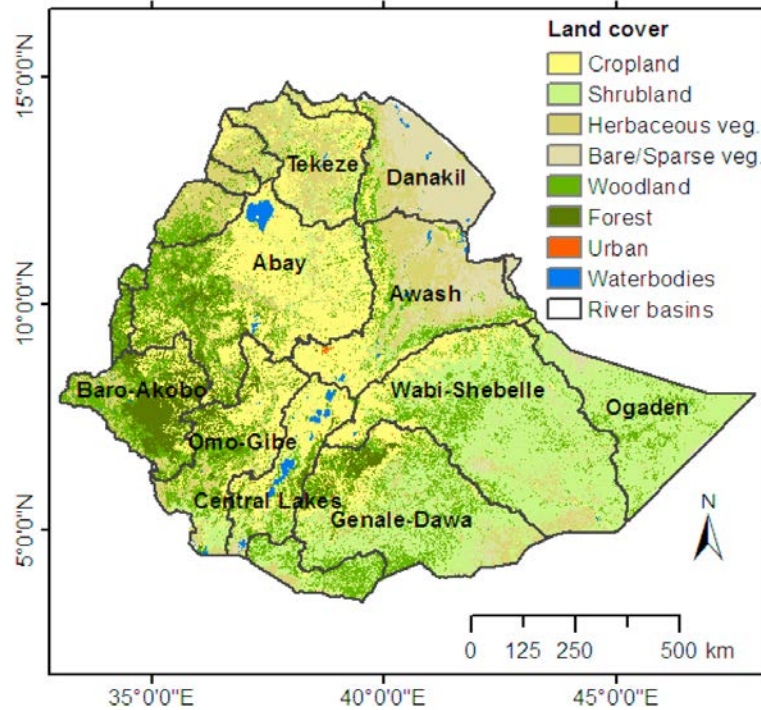 Land cover
Cropland
Shrubland
Herbaceous veg.
Bare/Sparse veg.
Woodland
Forest
Urban
Waterbodies
River basins
15°0'0"N
10°0'0"N
5°0'0"N
Tekeze
Danakil
Abay
Awash
Baro-Akobo
Wabi-Shebelle
Ogaden
Omo-Gibe
Central Lakes
Genale-Dawa
N
0 125 250 500 km
35°0'0"E 40°0'0"E 45°0'0"E